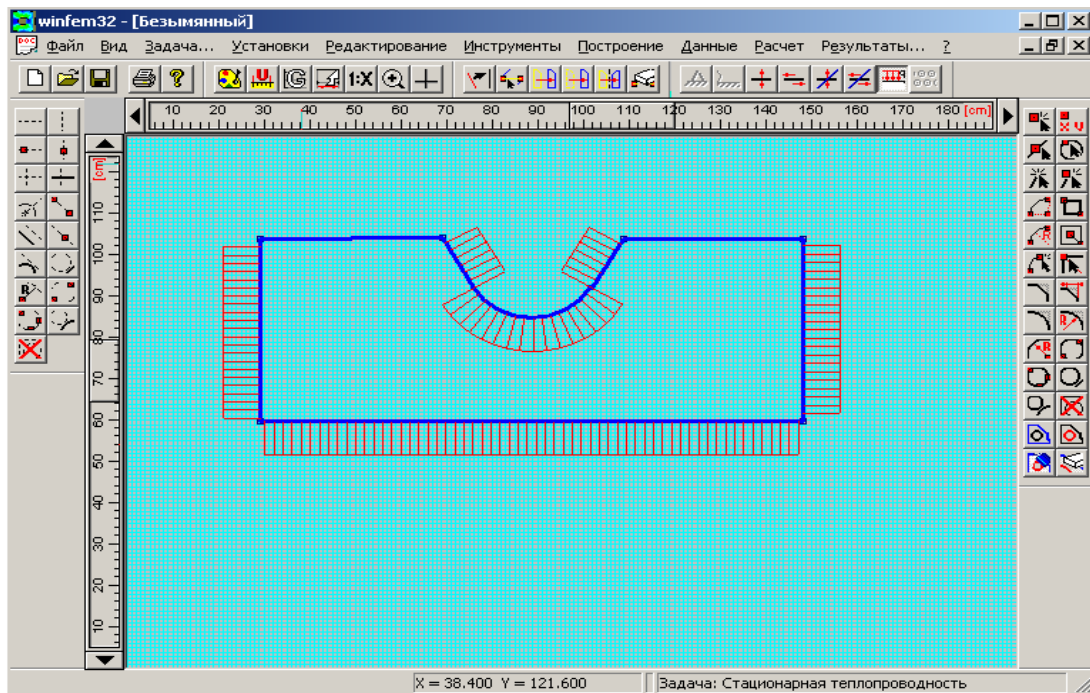 winfem32 - [Безымянный]
Файл Вид Задача... Установки Редактирование Инструменты Построение Данные Расчет Результаты... ?
1:X
10 20 30 40 50 60 70 80 90 100 110 120 130 140 150 160 170 180 [cm]
[cm]
110
100
90
80
70
60
50
40
30
20
10
X = 38.400 Y = 121.600
Задача: Стационарная теплопроводность